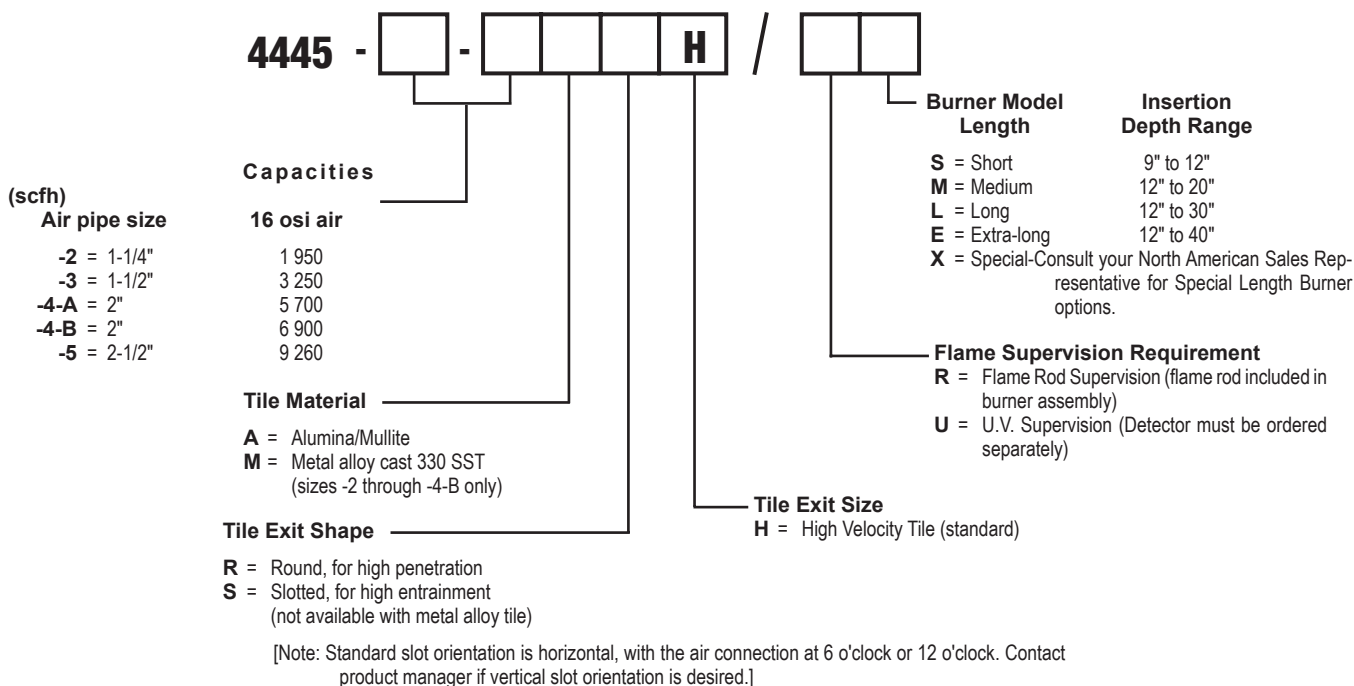 4445 - - H /
Burner Model Length Insertion Depth Range
S = Short 9" to 12"
M = Medium 12" to 20"
L = Long 12" to 30"
E = Extra-long 12" to 40"
X = Special-Consult your North American Sales Rep-
resentative for Special Length Burner
options.
Capacities
(scfh)
Air pipe size 16 osi air
-2 = 1-1/4" 1 950
-3 = 1-1/2" 3 250
-4-A = 2" 5 700
-4-B = 2" 6 900
-5 = 2-1/2" 9 260
Flame Supervision Requirement
R = Flame Rod Supervision (flame rod included in
burner assembly)
U = U.V. Supervision (Detector must be ordered
separately)
Tile Material
A = Alumina/Mullite
M = Metal alloy cast 330 SST
(sizes -2 through -4-B only)
Tile Exit Size
H = High Velocity Tile (standard)
Tile Exit Shape
R = Round, for high penetration
S = Slotted, for high entrainment
(not available with metal alloy tile)
[Note: Standard slot orientation is horizontal, with the air connection at 6 o'clock or 12 o'clock. Contact
product manager if vertical slot orientation is desired.]